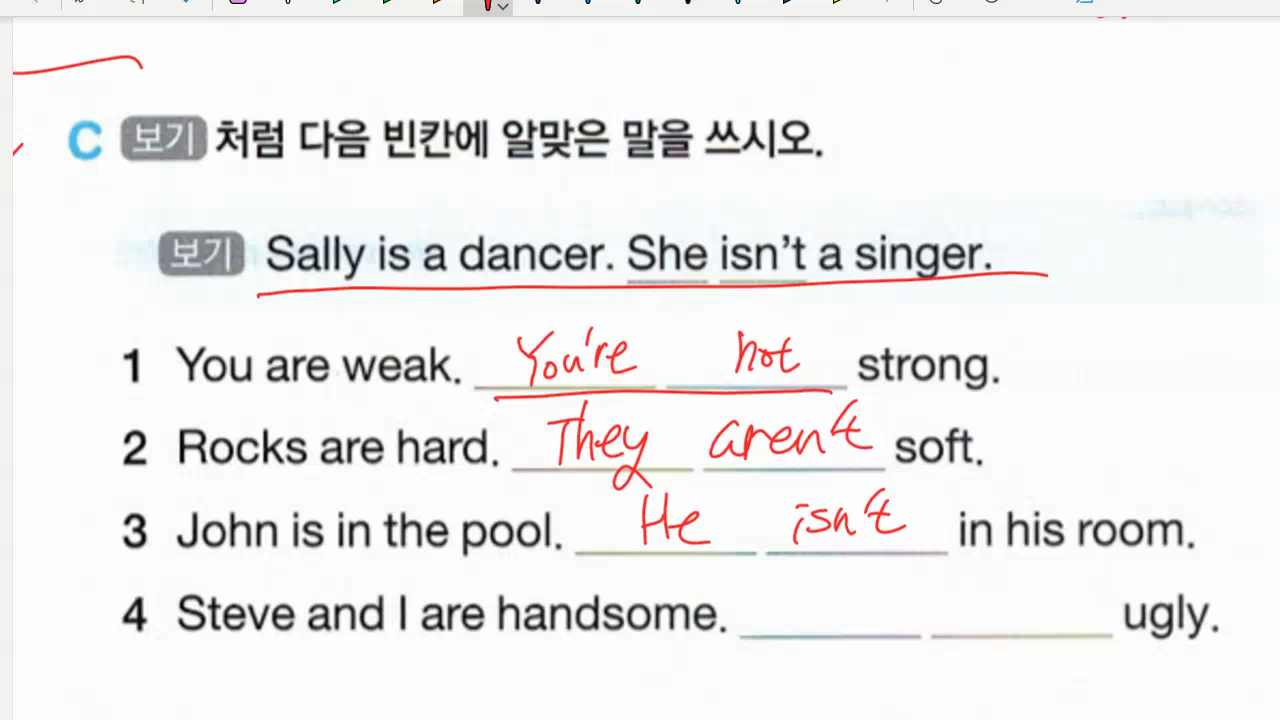 C 보기 처럼 다음 빈칸에 알맞은 말을 쓰시오.
보기 Sally is a dancer. She isn't a singer.
1 You are weak. You're not strong.
2 Rocks are hard. They aren't soft.
3 John is in the pool. He isn't in his room.
4 Steve and I are handsome. ugly.